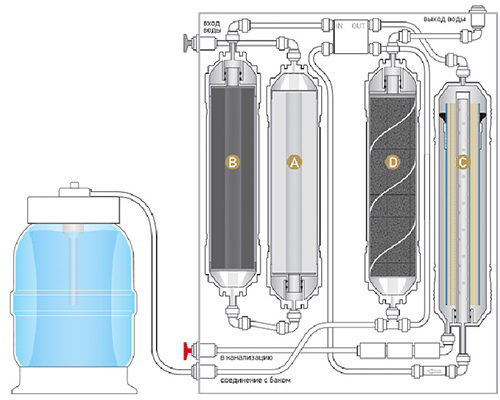 вход
воды
IN OUT
выход воды
B
A
D
C
в канализацию
соединение с баком